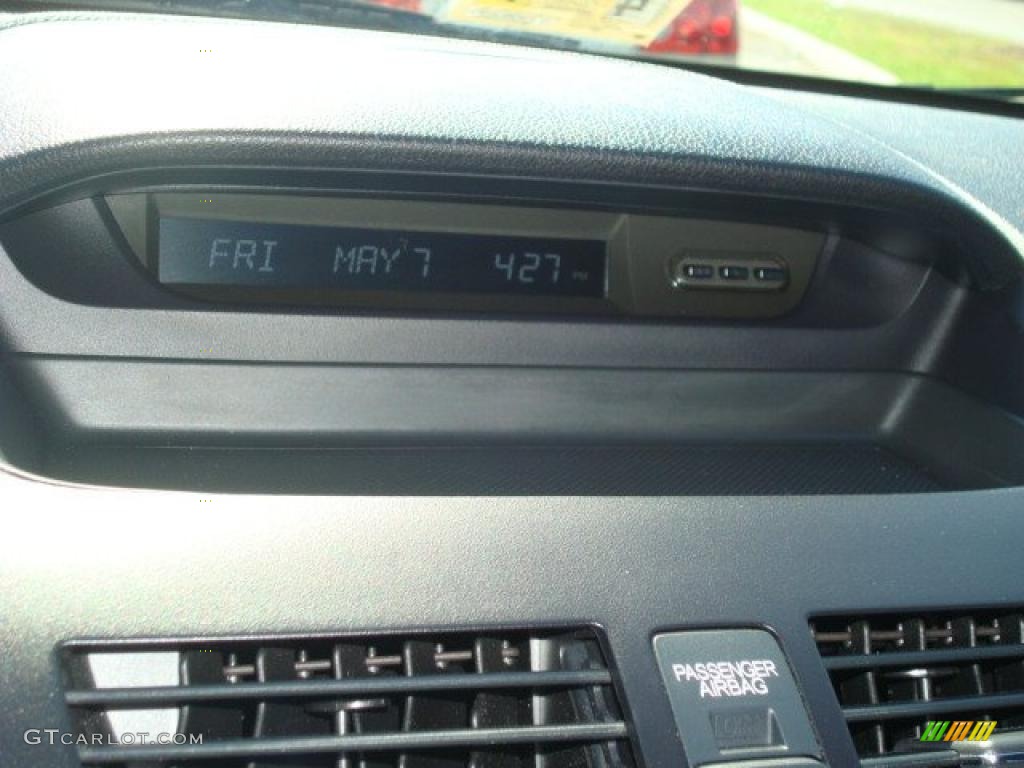 FRI MAY 7 427 PM
PASSENGER
AIRBAG
GTCARLOT.COM